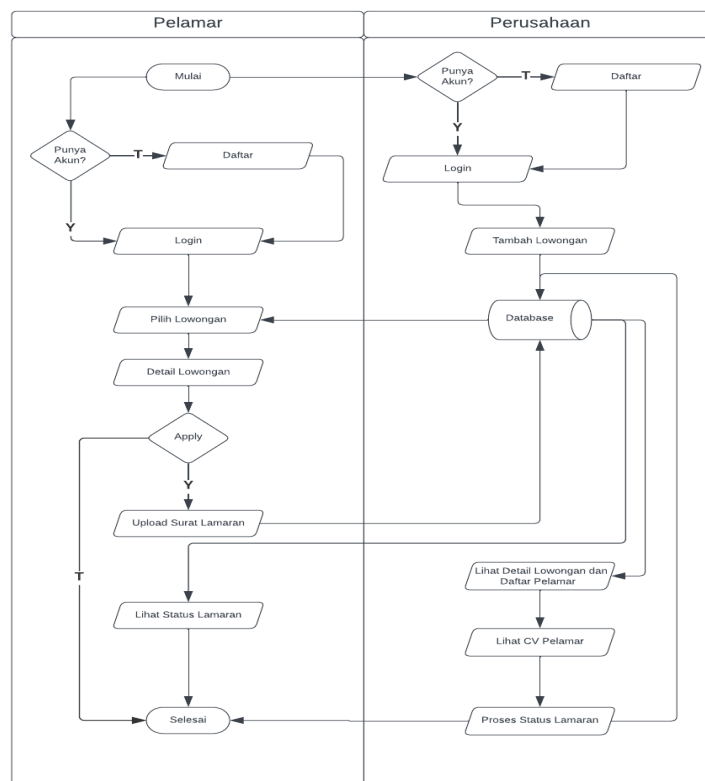 Pelamar
Perusahaan
Mulai
Punya
Akun?
T
Daftar
Punya
Akun?
T
Daftar
Y
Login
Y
Login
Tambah Lowongan
Pilih Lowongan
Database
Detail Lowongan
Apply
Y
Upload Surat Lamaran
T
Lihat Detail Lowongan dan
Daftar Pelamar
Lihat Status Lamaran
Lihat CV Pelamar
Selesai
Proses Status Lamaran